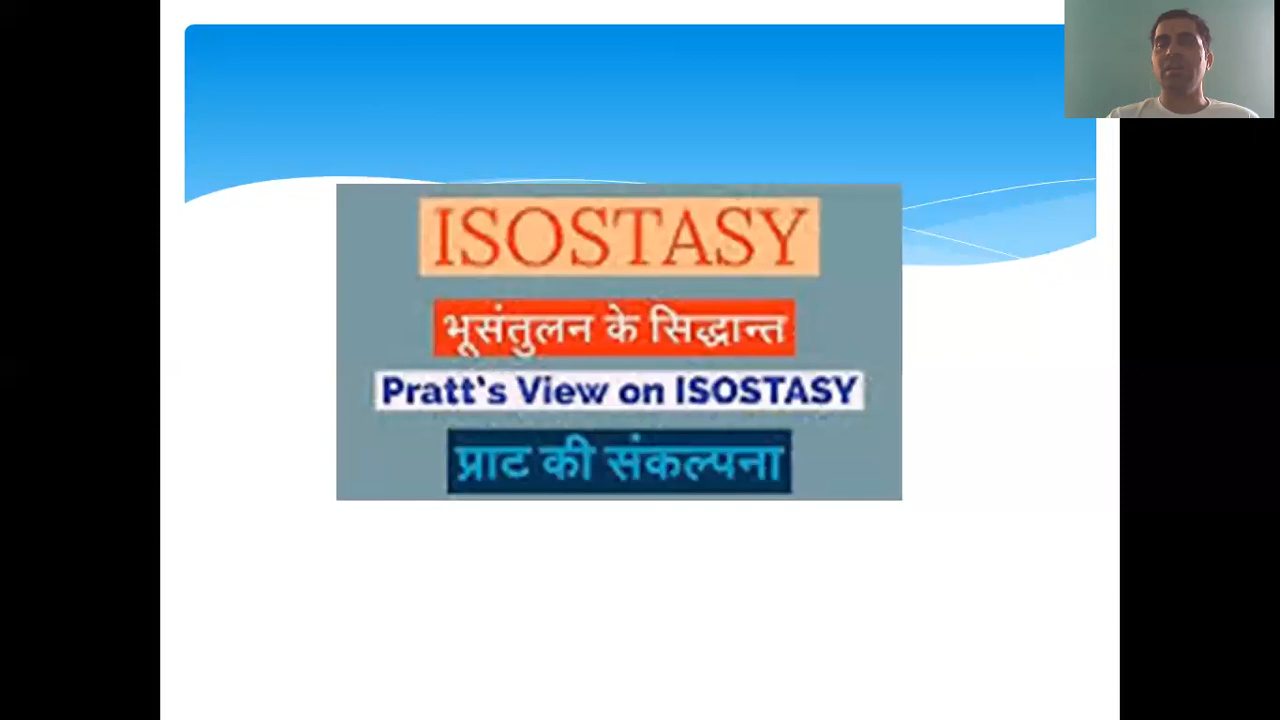 ISOSTASY
भूसंतुलन के सिद्धान्त
Pratt's View on ISOSTASY
प्राट की संकल्पना